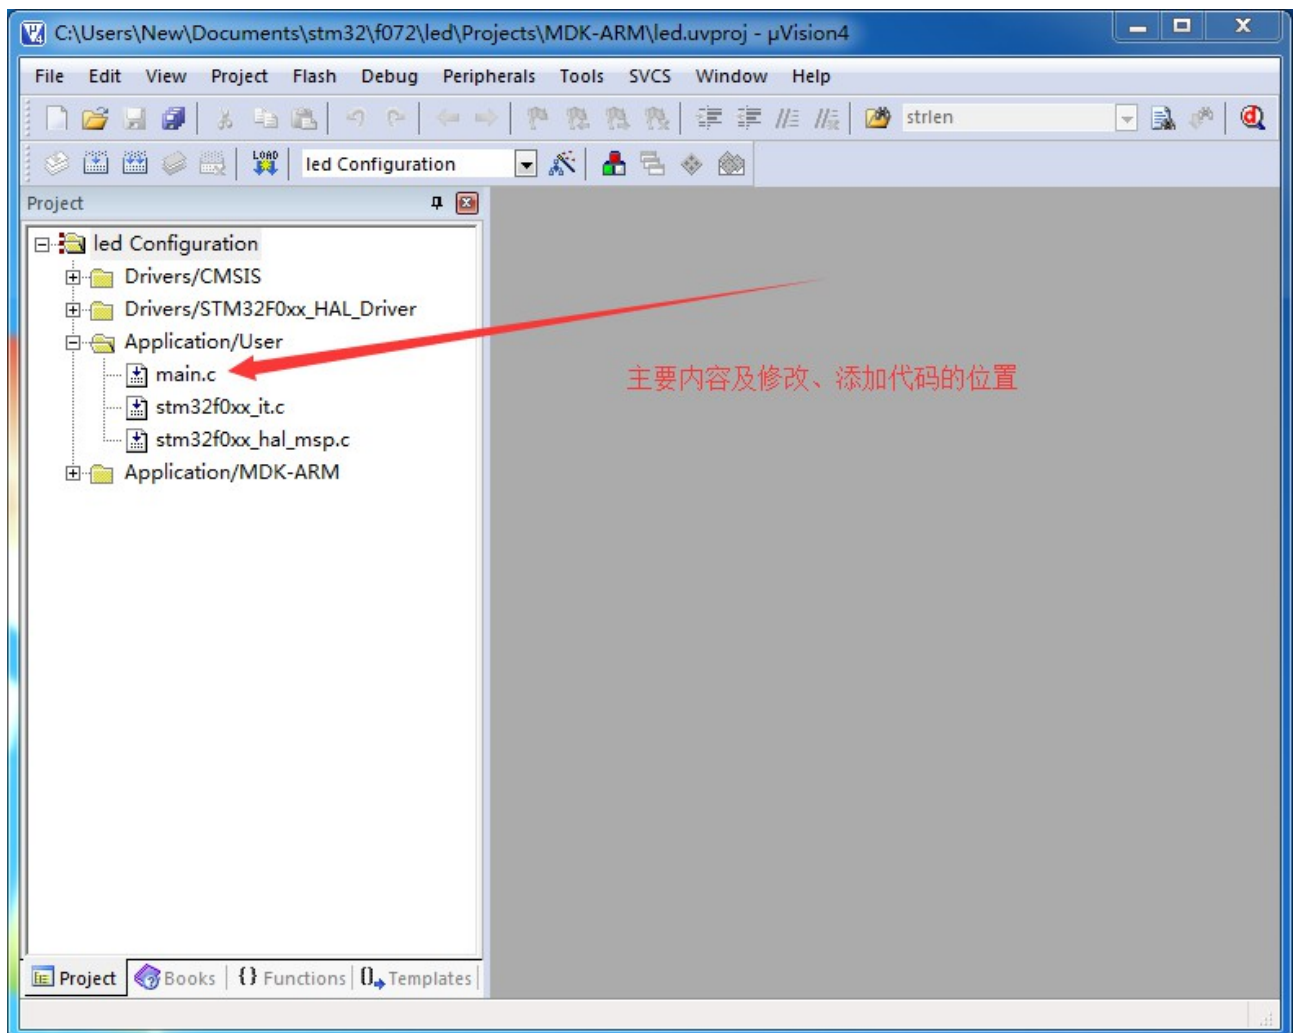 C:\Users\New\Documents\stm32\f072\led\Projects\MDK-ARM\led.uvproj - µVision4
File Edit View Project Flash Debug Peripherals Tools SVCS Window Help
strlen
LOAD
led Configuration
Project
led Configuration
Drivers/CMSIS
Drivers/STM32F0xx_HAL_Driver
Application/User
main.c
主要内容及修改、添加代码的位置
stm32f0xx_it.c
stm32f0xx_hal_msp.c
Application/MDK-ARM
Project Books {} Functions 0 Templates